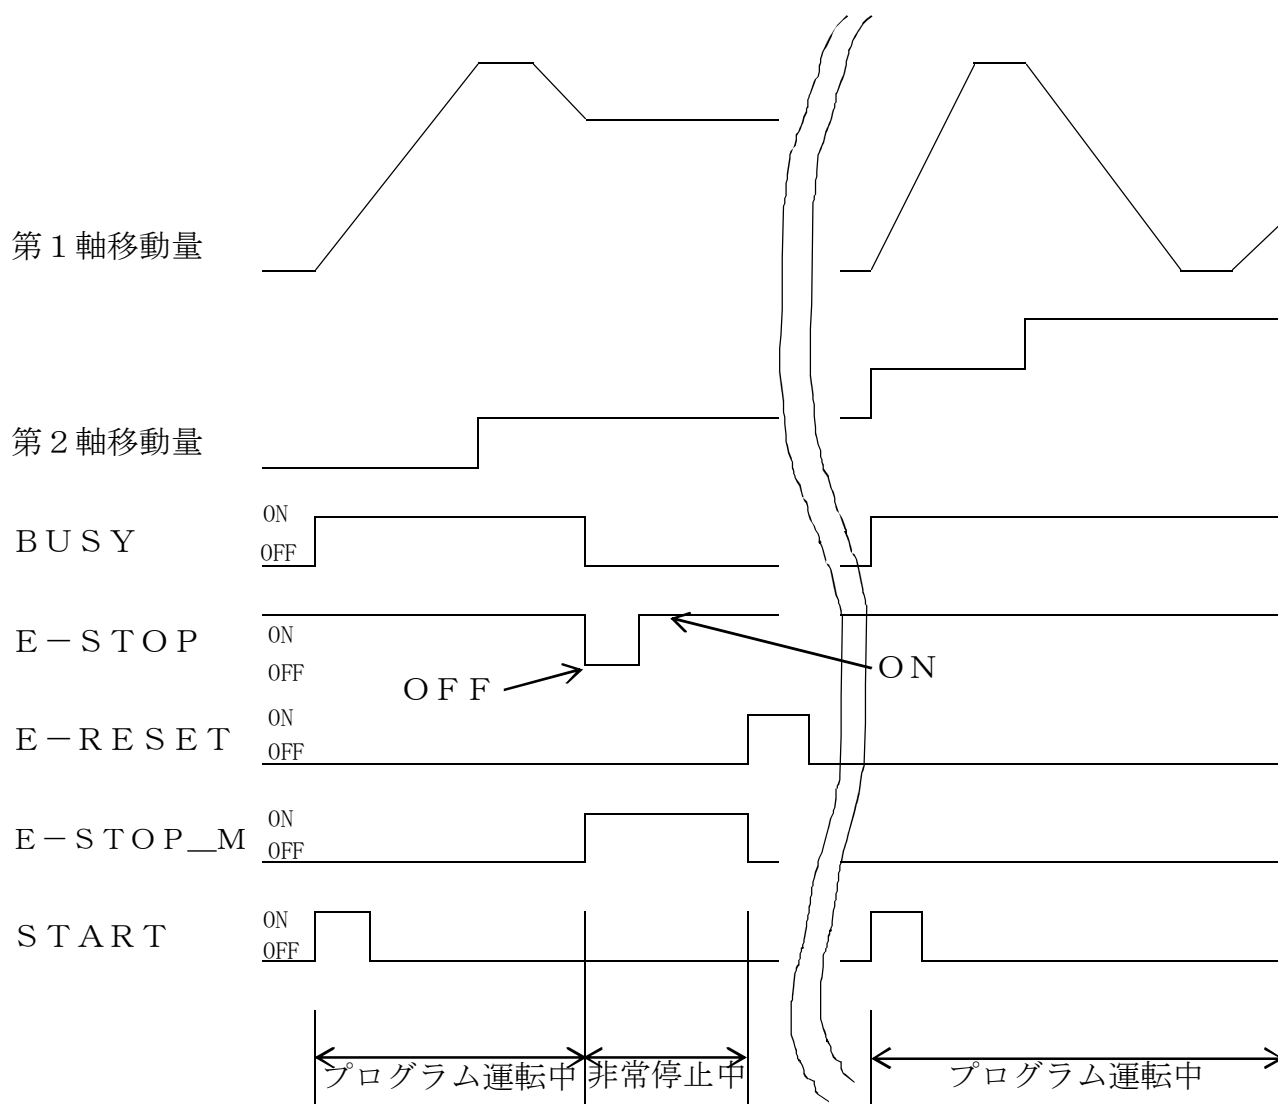 第１軸移動量
第２軸移動量
ＢＵＳＹ
ON
OFF
Ｅ－ＳＴＯＰ
ON
OFF
ＯＦＦ
ＯＮ
Ｅ－ＲＥＳＥＴ
ON
OFF
Ｅ－ＳＴＯＰ＿Ｍ
ON
OFF
ＳＴＡＲＴ
ON
OFF
プログラム運転中
非常停止中
プログラム運転中